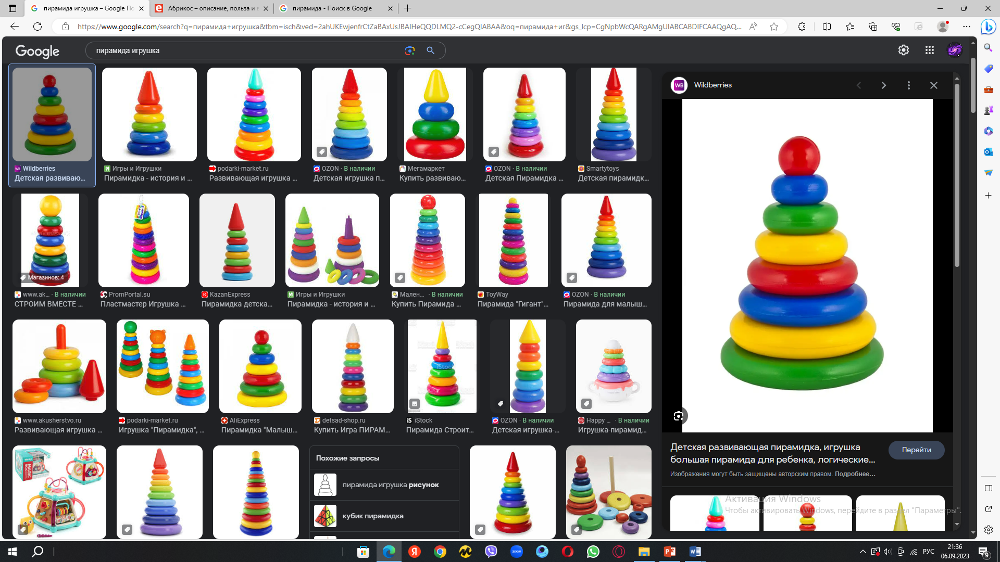 пирамида игрушка – Google По
Абрикос – описание, польза и в
пирамида - Поиск в Google
https://www.google.com/search?q=пирамида+игрушка&tbm=isch&ved=2ahUKEwjenfrCtZaBAxUsJBAIHeQQDLMQ2-cCegQIABAA&oq=пирамида+иг&gs_lcp=CgNpbWcQARgAMgUIABCABDIFCAAQgAQ...
Google
пирамида игрушка
Wildberries
Детская развиваю...
Игры и Игрушки
Пирамидка - история и ...
podarki-market.ru
Развивающая игрушка ...
OZON · В наличии
Детская игрушка п...
Мегамаркет
Купить развиваю...
OZON · В наличии
Детская Пирамидка ...
Smartytoys
Детская пирамидк...
Магазинов: 4
www.ak... · В наличии
СТРОИМ ВМЕСТЕ ...
PromPortal.su
Пластмастер Игрушка ...
KazanExpress
Пирамидка детска...
Игры и Игрушки
Пирамидка - история и ...
Мален... · В наличии
Купить Пирамида ...
ToyWay
Пирамида "Гигант"...
OZON · В наличии
Пирамида для малыш...
www.akusherstvo.ru
Развивающая игрушка ...
podarki-market.ru
Игрушка "Пирамидка", ...
AliExpress
Пирамидка "Малыш...
detsad-shop.ru
Купить Игра ПИРАМ...
iStock
iStock
Пирамида Строит...
OZON · В наличии
Детская игрушка-...
Happy ... · В наличии
Игрушка-пирамид...
Похожие запросы
пирамида игрушка рисунок
кубик пирамидка
WB
Wildberries
Детская развивающая пирамидка, игрушка
большая пирамида для ребенка, логические...
Перейти
Изображения могут быть защищены авторским правом. Подробнее...
Активация Windows
Чтобы активировать Windows, перейдите в раздел "Параметры".
zoom
РУС
21:36
06.09.2023
9